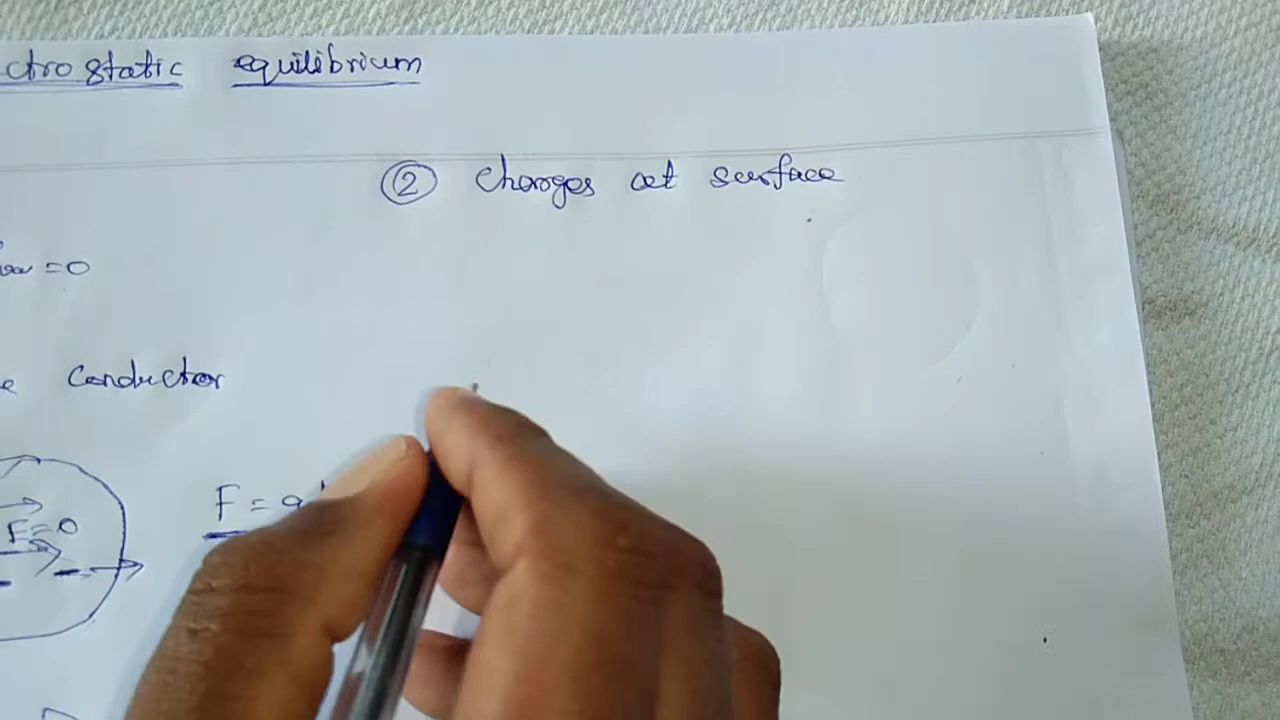 ctrostatic equilibrium
② Charges at surface
= 0
conductor
F = q
F = 0